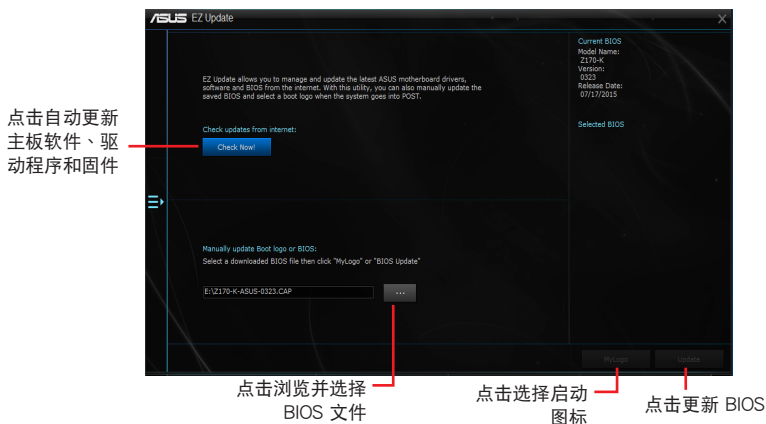 ASUS EZ Update
X
EZ Update allows you to manage and update the latest ASUS motherboard drivers,
software and BIOS from the internet. With this utility, you can also manually update the
saved BIOS and select a boot logo when the system goes into POST.
Check updates from internet:
Check Now!
Manually update Boot logo or BIOS:
Select a downloaded BIOS file then click "MyLogo" or "BIOS Update"
E:\Z170-K-ASUS-0323.CAP
...
Current BIOS
Model Name:
Z170-K
Version:
0323
Release Date:
07/17/2015
Selected BIOS
MyLogo
Update
点击自动更新
主板软件、驱
动程序和固件
点击浏览并选择
BIOS 文件
点击选择启动
图标
点击更新 BIOS